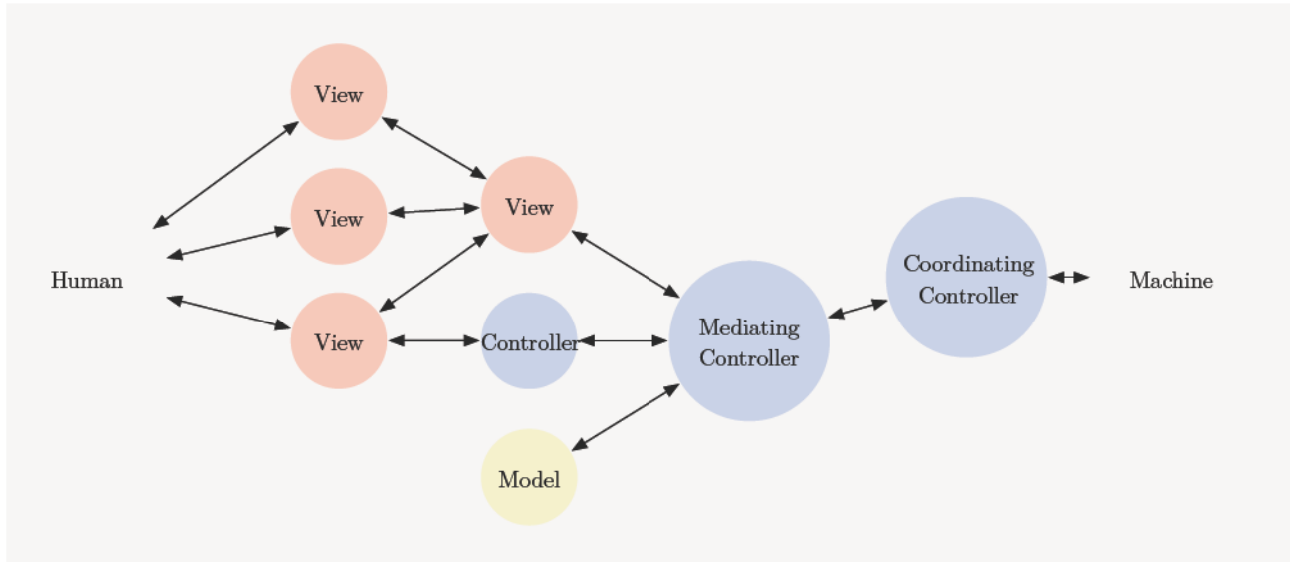 View
View
View
Human
View
Controller
Mediating
Controller
Model
Coordinating
Controller
Machine